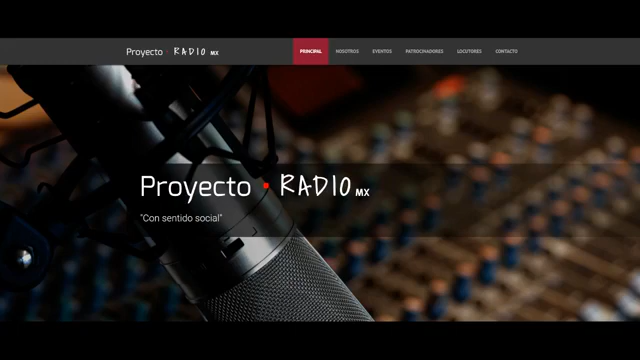 Proyecto · RADIO MX
PRINCIPAL NOSOTROS EVENTOS PATROCINADORES LOCUTORES CONTACTO
Proyecto · RADIO MX
"Con sentido social"